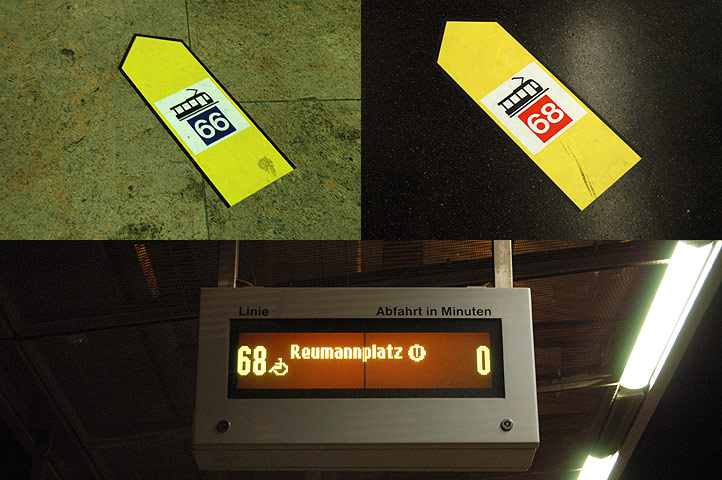 66
68
Linie Abfahrt in Minuten
68 Reumannplatz U 0